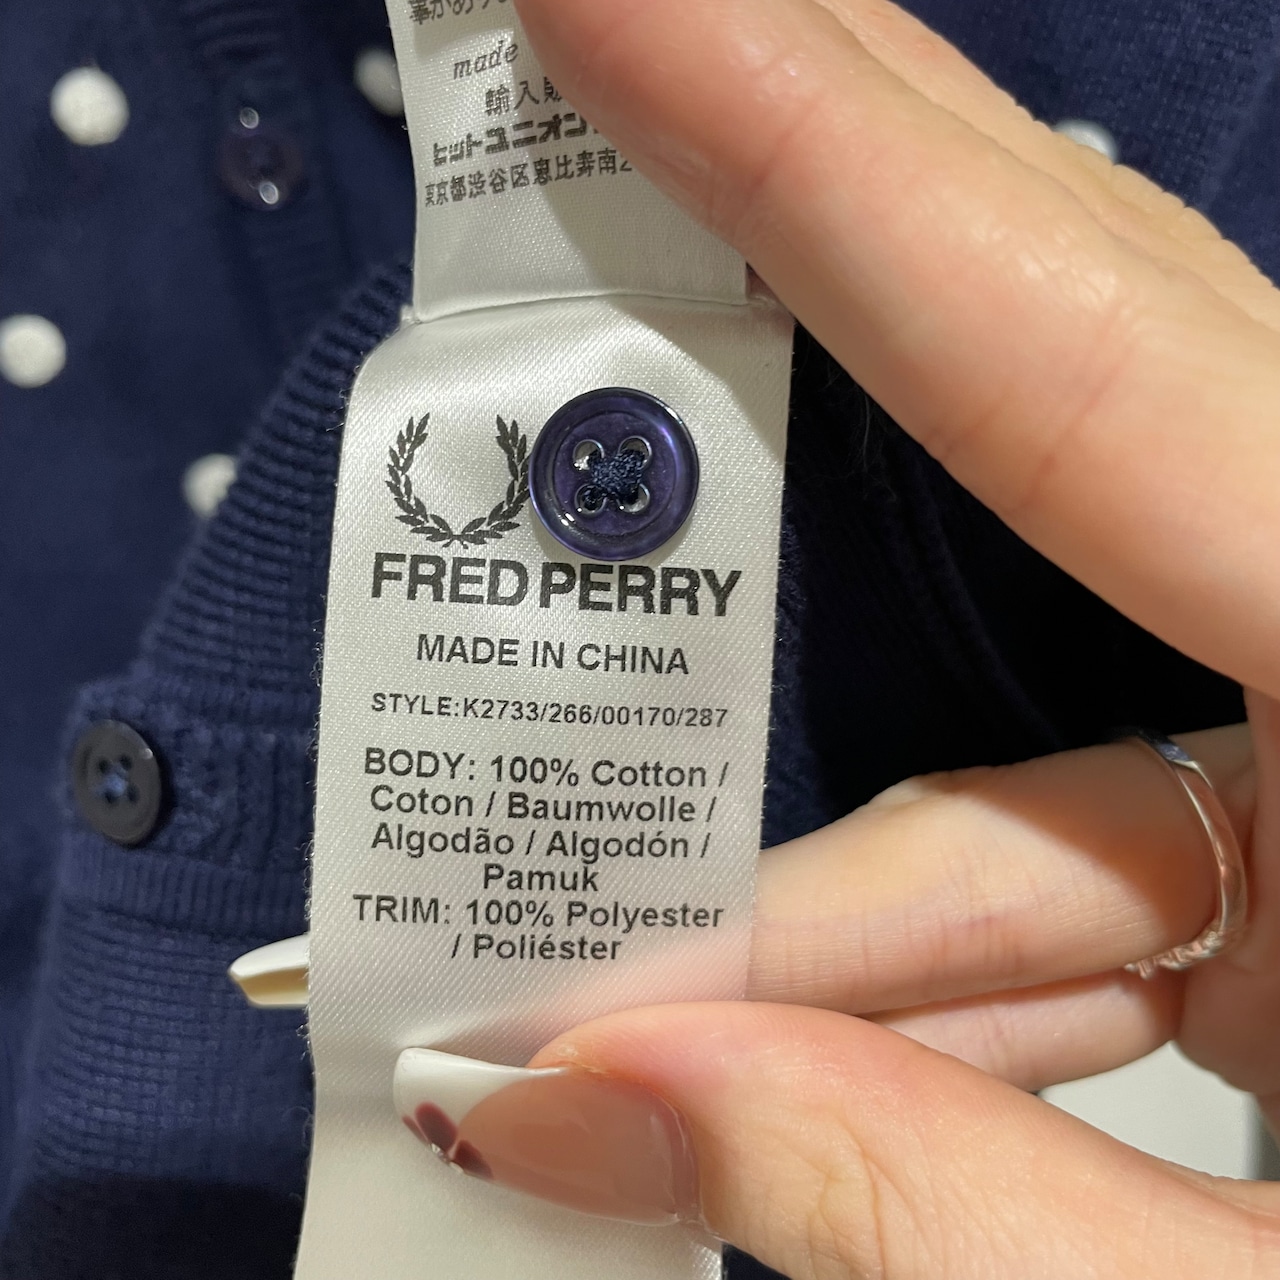 made
輸入販
ヒットユニオン
東京都渋谷区恵比寿南2
FRED PERRY
MADE IN CHINA
STYLE:K2733/266/00170/287
BODY: 100% Cotton /
Coton / Baumwolle /
Algodão / Algodón /
Pamuk
TRIM: 100% Polyester
/ Poliéster